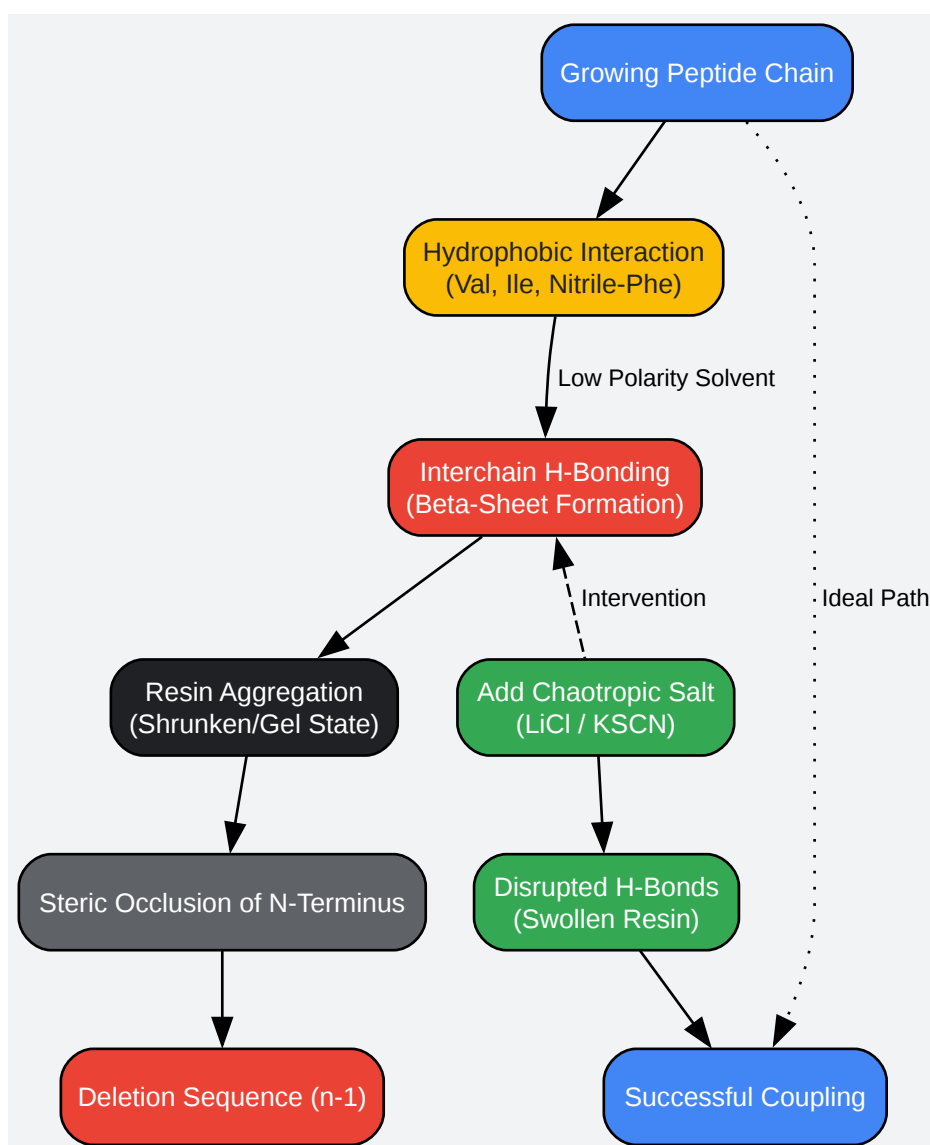 Growing Peptide Chain
Hydrophobic Interaction
(Val, Ile, Nitrile-Phe)
Low Polarity Solvent
Interchain H-Bonding
(Beta-Sheet Formation)
Intervention
Ideal Path
Resin Aggregation
(Shrunken/Gel State)
Add Chaotropic Salt
(LiCl / KSCN)
Steric Occlusion of N-Terminus
Disrupted H-Bonds
(Swollen Resin)
Deletion Sequence (n-1)
Successful Coupling